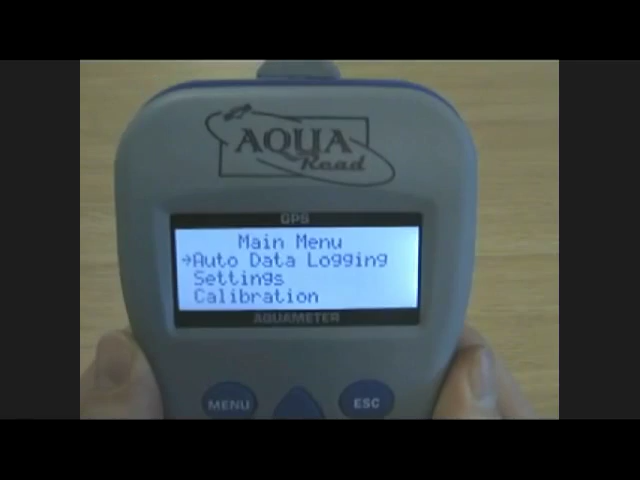 AQUA
Read
GPS
Main Menu
→Auto Data Logging
Settings
Calibration
AQUAMETER
MENU
ESC